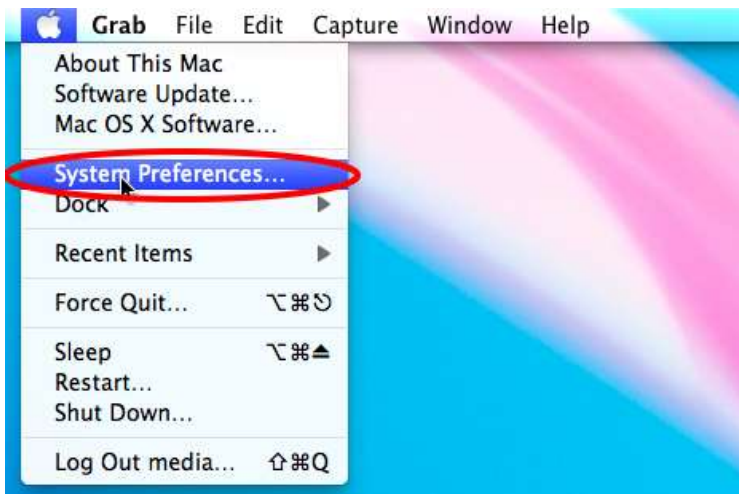 Grab File Edit Capture Window Help
About This Mac
Software Update...
Mac OS X Software...
System Preferences...
Dock ▶
Recent Items ▶
Force Quit... ⌥⌘⎋
Sleep ⌥⌘⏏
Restart...
Shut Down...
Log Out media... ⇧⌘Q